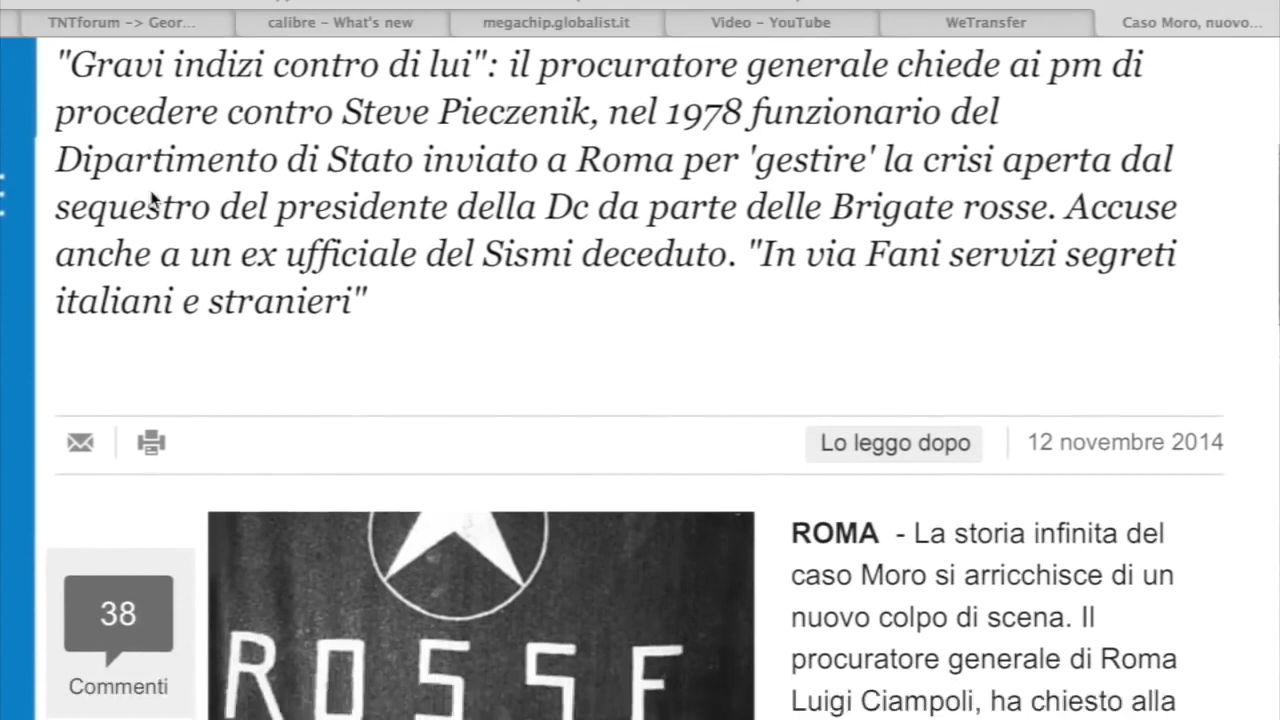 TNTforum -> Geor...
calibre - What's new
megachip.globalist.it
Video - YouTube
WeTransfer
Caso Moro, nuovo...
"Gravi indizi contro di lui": il procuratore generale chiede ai pm di
procedere contro Steve Pieczenik, nel 1978 funzionario del
Dipartimento di Stato inviato a Roma per 'gestire' la crisi aperta dal
sequestro del presidente della Dc da parte delle Brigate rosse. Accuse
anche a un ex ufficiale del Sismi deceduto. "In via Fani servizi segreti
italiani e stranieri"
Lo leggo dopo
12 novembre 2014
38
Commenti
ROSSE
ROMA - La storia infinita del
caso Moro si arricchisce di un
nuovo colpo di scena. Il
procuratore generale di Roma
Luigi Ciampoli, ha chiesto alla